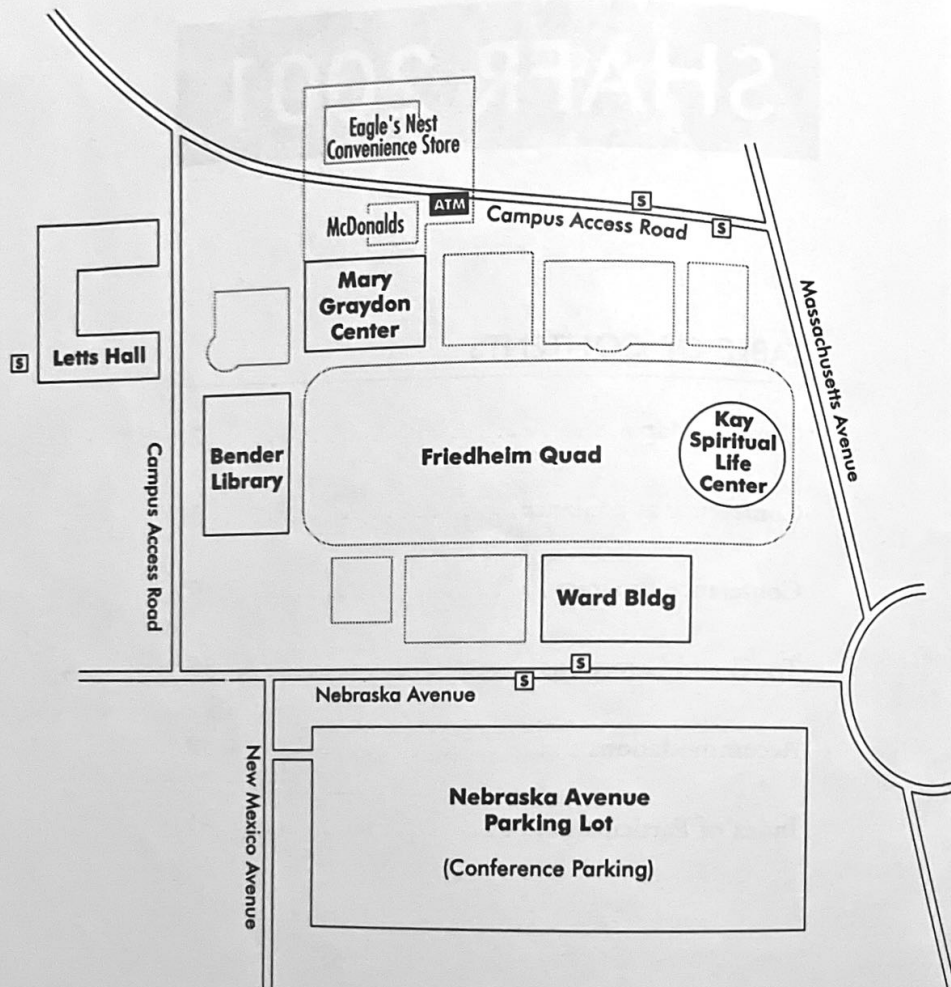 Eagle's Nest
Convenience Store
ATM
McDonalds
S
Campus Access Road
S
Mary
Graydon
Center
Massachusetts Avenue
Letts Hall
S
Bender
Library
Friedheim Quad
Kay
Spiritual
Life
Center
Campus Access Road
Ward Bldg
S
S
Nebraska Avenue
New Mexico Avenue
Nebraska Avenue
Parking Lot
(Conference Parking)